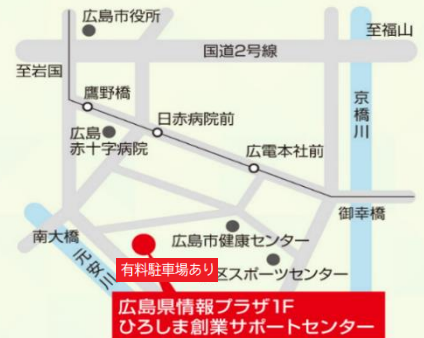 広島市役所
至福山
国道2号線
至岩国
鷹野橋
京橋川
日赤病院前
広島
赤十字病院
広電本社前
御幸橋
南大橋
元安川
広島市健康センター
有料駐車場あり
区スポーツセンター
広島県情報プラザ1F
ひろしま創業サポートセンター